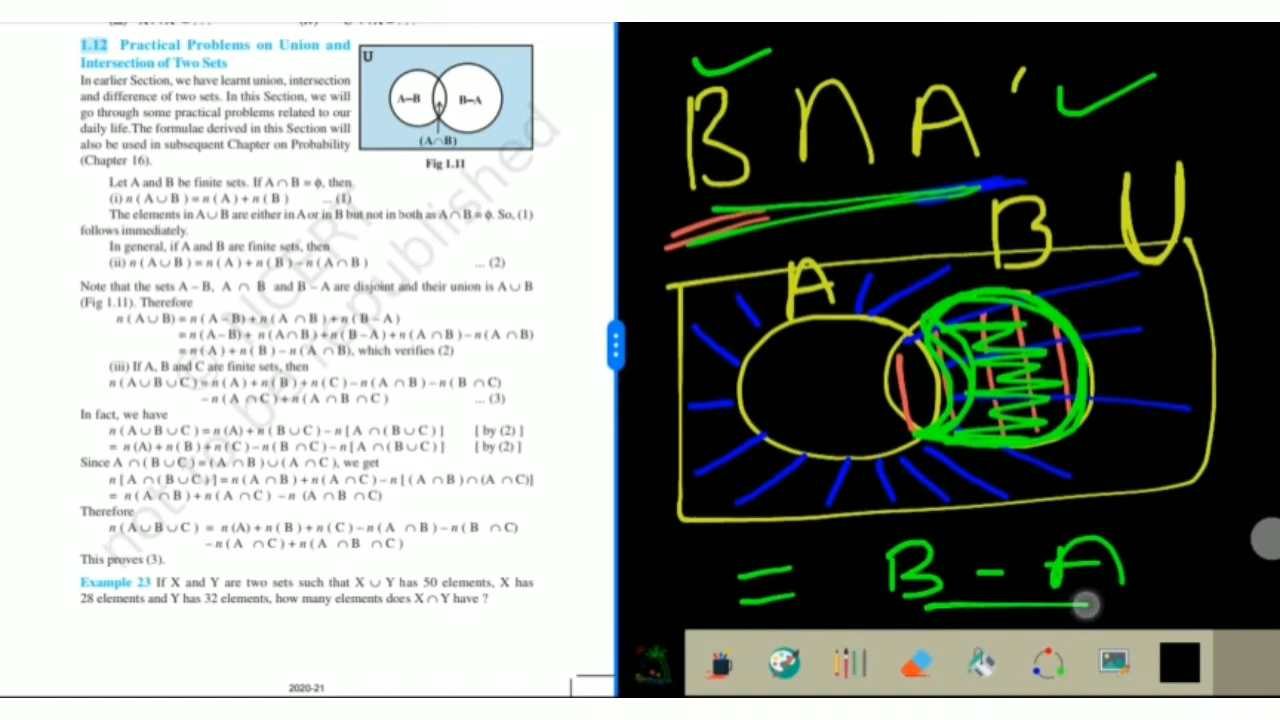 1.12 Practical Problems on Union and
Intersection of Two Sets
In earlier Section, we have learnt union, intersection
and difference of two sets. In this Section, we will
go through some practical problems related to our
daily life.The formulae derived in this Section will
also be used in subsequent Chapter on Probability
(Chapter 16).
U
A–B
B–A
(A∩B)
Fig 1.11
Let A and B be finite sets. If A ∩ B = φ, then
(i) n ( A ∪ B ) = n ( A ) + n ( B ) ... (1)
The elements in A ∪ B are either in A or in B but not in both as A ∩ B = φ. So, (1)
follows immediately.
In general, if A and B are finite sets, then
(ii) n ( A ∪ B ) = n ( A ) + n ( B ) – n ( A ∩ B ) ... (2)
Note that the sets A – B, A ∩ B and B – A are disjoint and their union is A ∪ B
(Fig 1.11). Therefore
n ( A ∪ B) = n ( A – B) + n ( A ∩ B ) + n ( B – A )
= n ( A – B) + n ( A ∩ B ) + n ( B – A ) + n ( A ∩ B ) – n ( A ∩ B)
= n ( A ) + n ( B ) – n ( A ∩ B), which verifies (2)
(iii) If A, B and C are finite sets, then
n ( A ∪ B ∪ C ) = n ( A ) + n ( B ) + n ( C ) – n ( A ∩ B ) – n ( B ∩ C)
– n ( A ∩ C ) + n ( A ∩ B ∩ C ) ... (3)
In fact, we have
n ( A ∪ B ∪ C ) = n (A) + n ( B ∪ C ) – n [ A ∩ ( B ∪ C ) ] [ by (2) ]
= n (A) + n ( B ) + n ( C ) – n ( B ∩ C ) – n [ A ∩ ( B ∪ C ) ] [ by (2) ]
Since A ∩ ( B ∪ C ) = ( A ∩ B ) ∪ ( A ∩ C ), we get
n [ A ∩ ( B ∪ C ) ] = n ( A ∩ B ) + n ( A ∩ C ) – n [ ( A ∩ B ) ∩ (A ∩ C)]
= n ( A ∩ B ) + n ( A ∩ C ) – n (A ∩ B ∩ C)
Therefore
n ( A ∪ B ∪ C ) = n (A) + n ( B ) + n ( C ) – n ( A ∩ B ) – n ( B ∩ C)
– n ( A ∩ C ) + n ( A ∩ B ∩ C )
This proves (3).
Example 23 If X and Y are two sets such that X ∪ Y has 50 elements, X has
28 elements and Y has 32 elements, how many elements does X ∩ Y have ?
2020-21
not to be republished
B ∩ A'
A B U
= B - A